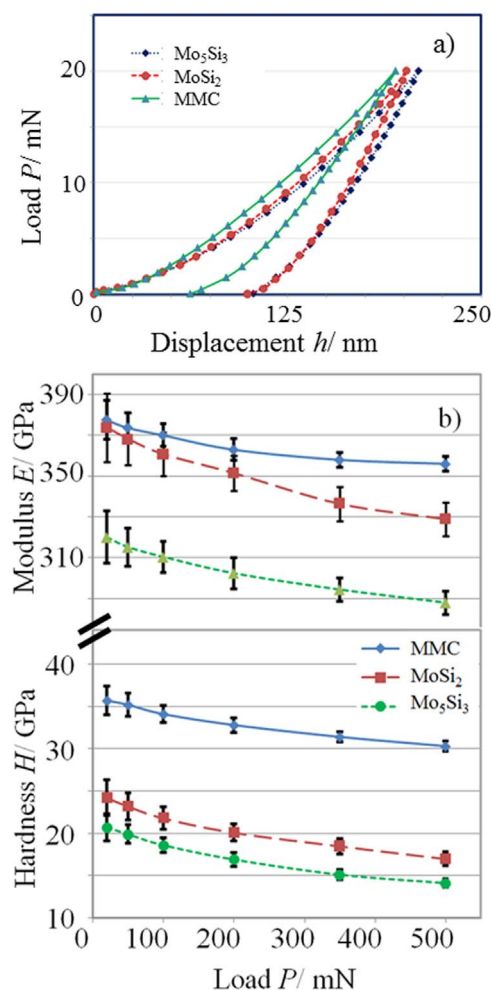 a)
Mo₅Si₃
MoSi₂
MMC
20
10
0
Load P/ mN
0 125 250
Displacement h/ nm
b)
390
350
310
Modulus E/ GPa
MMC
MoSi₂
Mo₅Si₃
40
30
20
10
Hardness H/ GPa
0 100 200 300 400 500
Load P/ mN